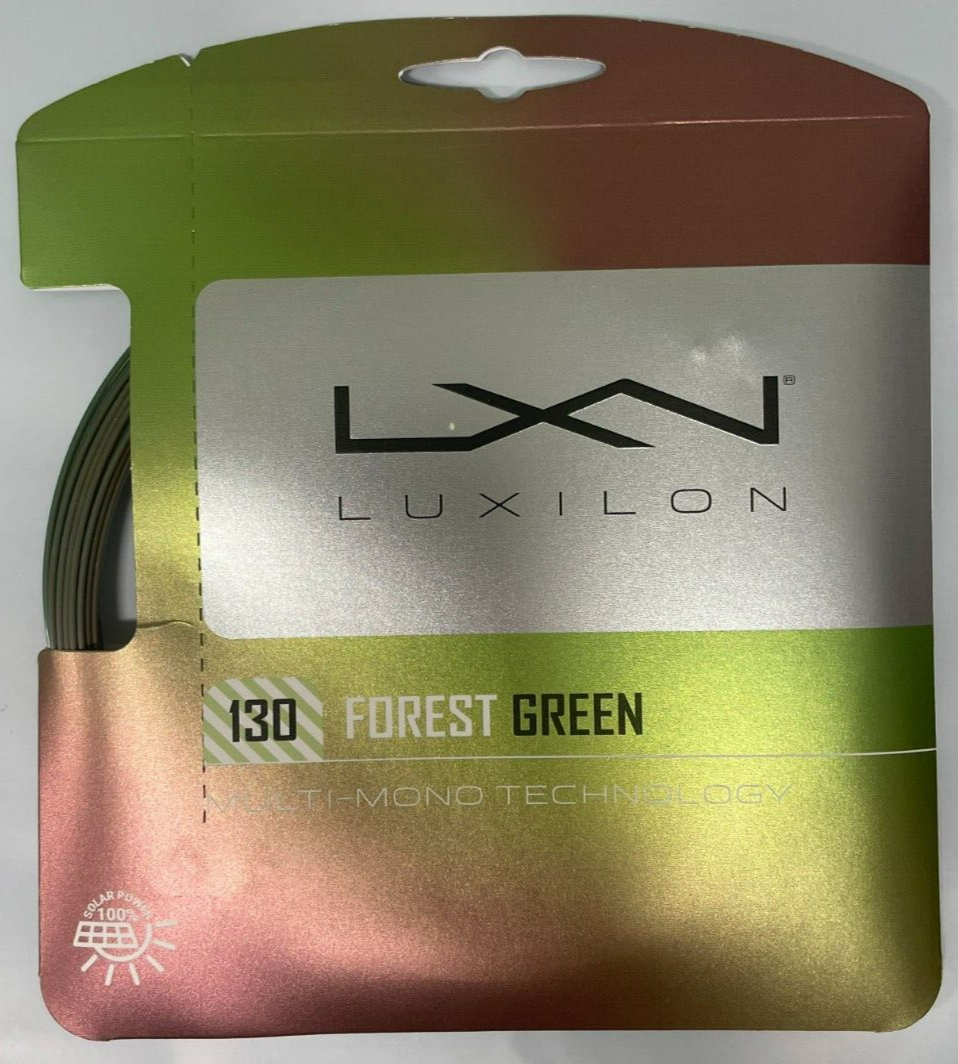 LXN®
LUXILON
130 FOREST GREEN
MULTI-MONO TECHNOLOGY
SOLAR POWER
100%